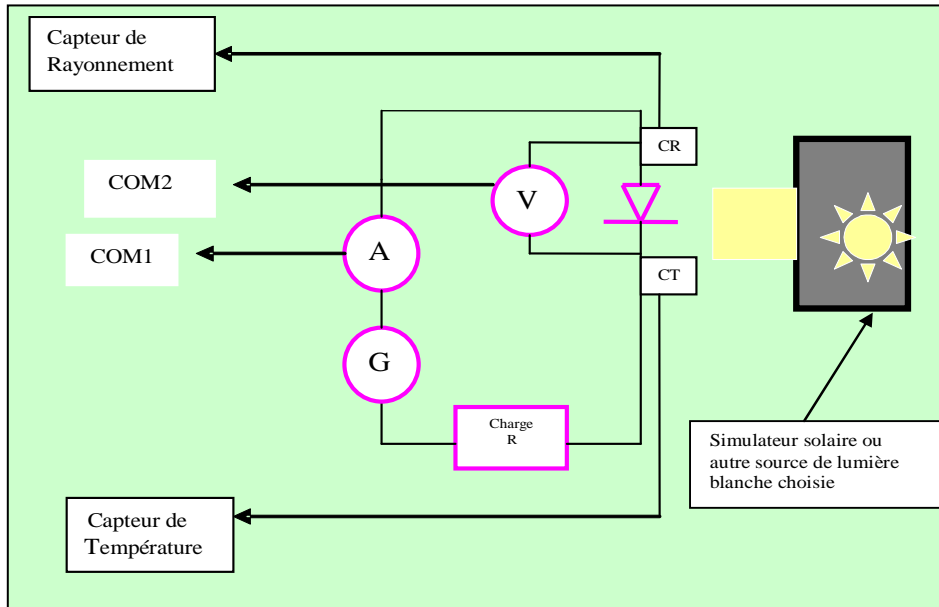 Capteur de
Rayonnement
CR
COM2
V
COM1
A
CT
G
Charge
R
Simulateur solaire ou
autre source de lumière
blanche choisie
Capteur de
Température